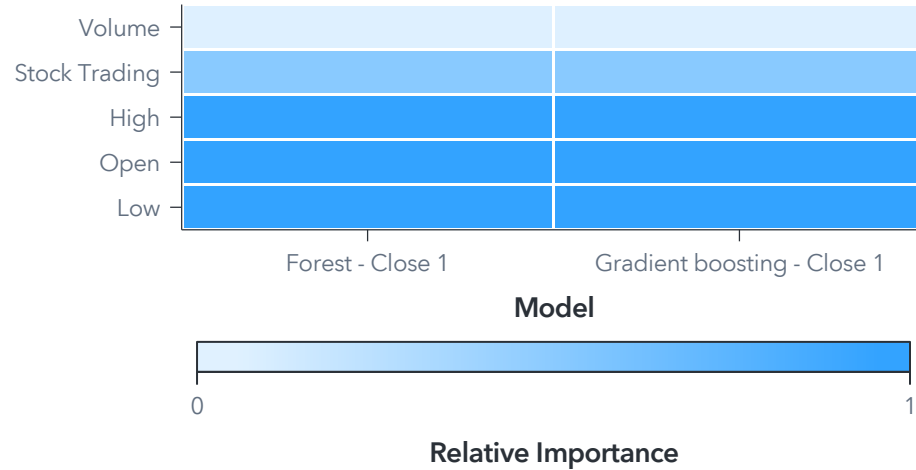 Volume
Stock Trading
High
Open
Low
Forest - Close 1
Gradient boosting - Close 1
Model
0
1
Relative Importance